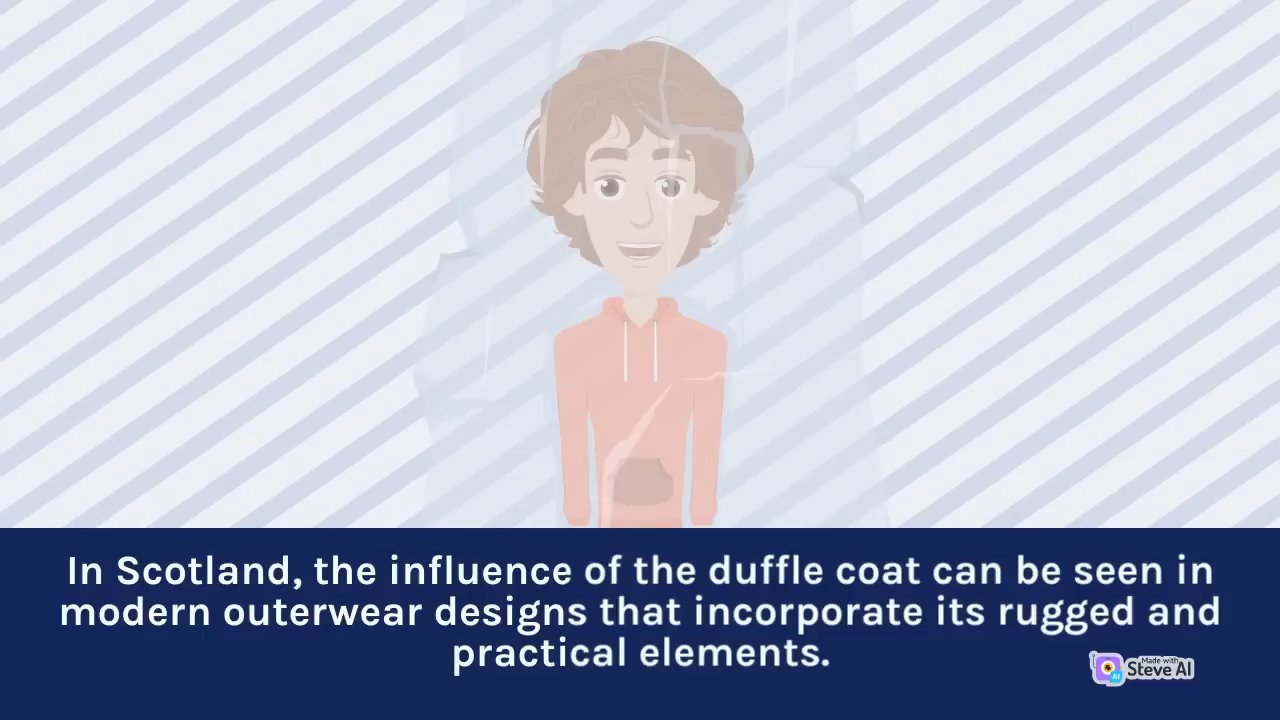 In Scotland, the influence of the duffle coat can be seen in
modern outerwear designs that incorporate its rugged and
practical elements.
Made with
Steve AI
AI